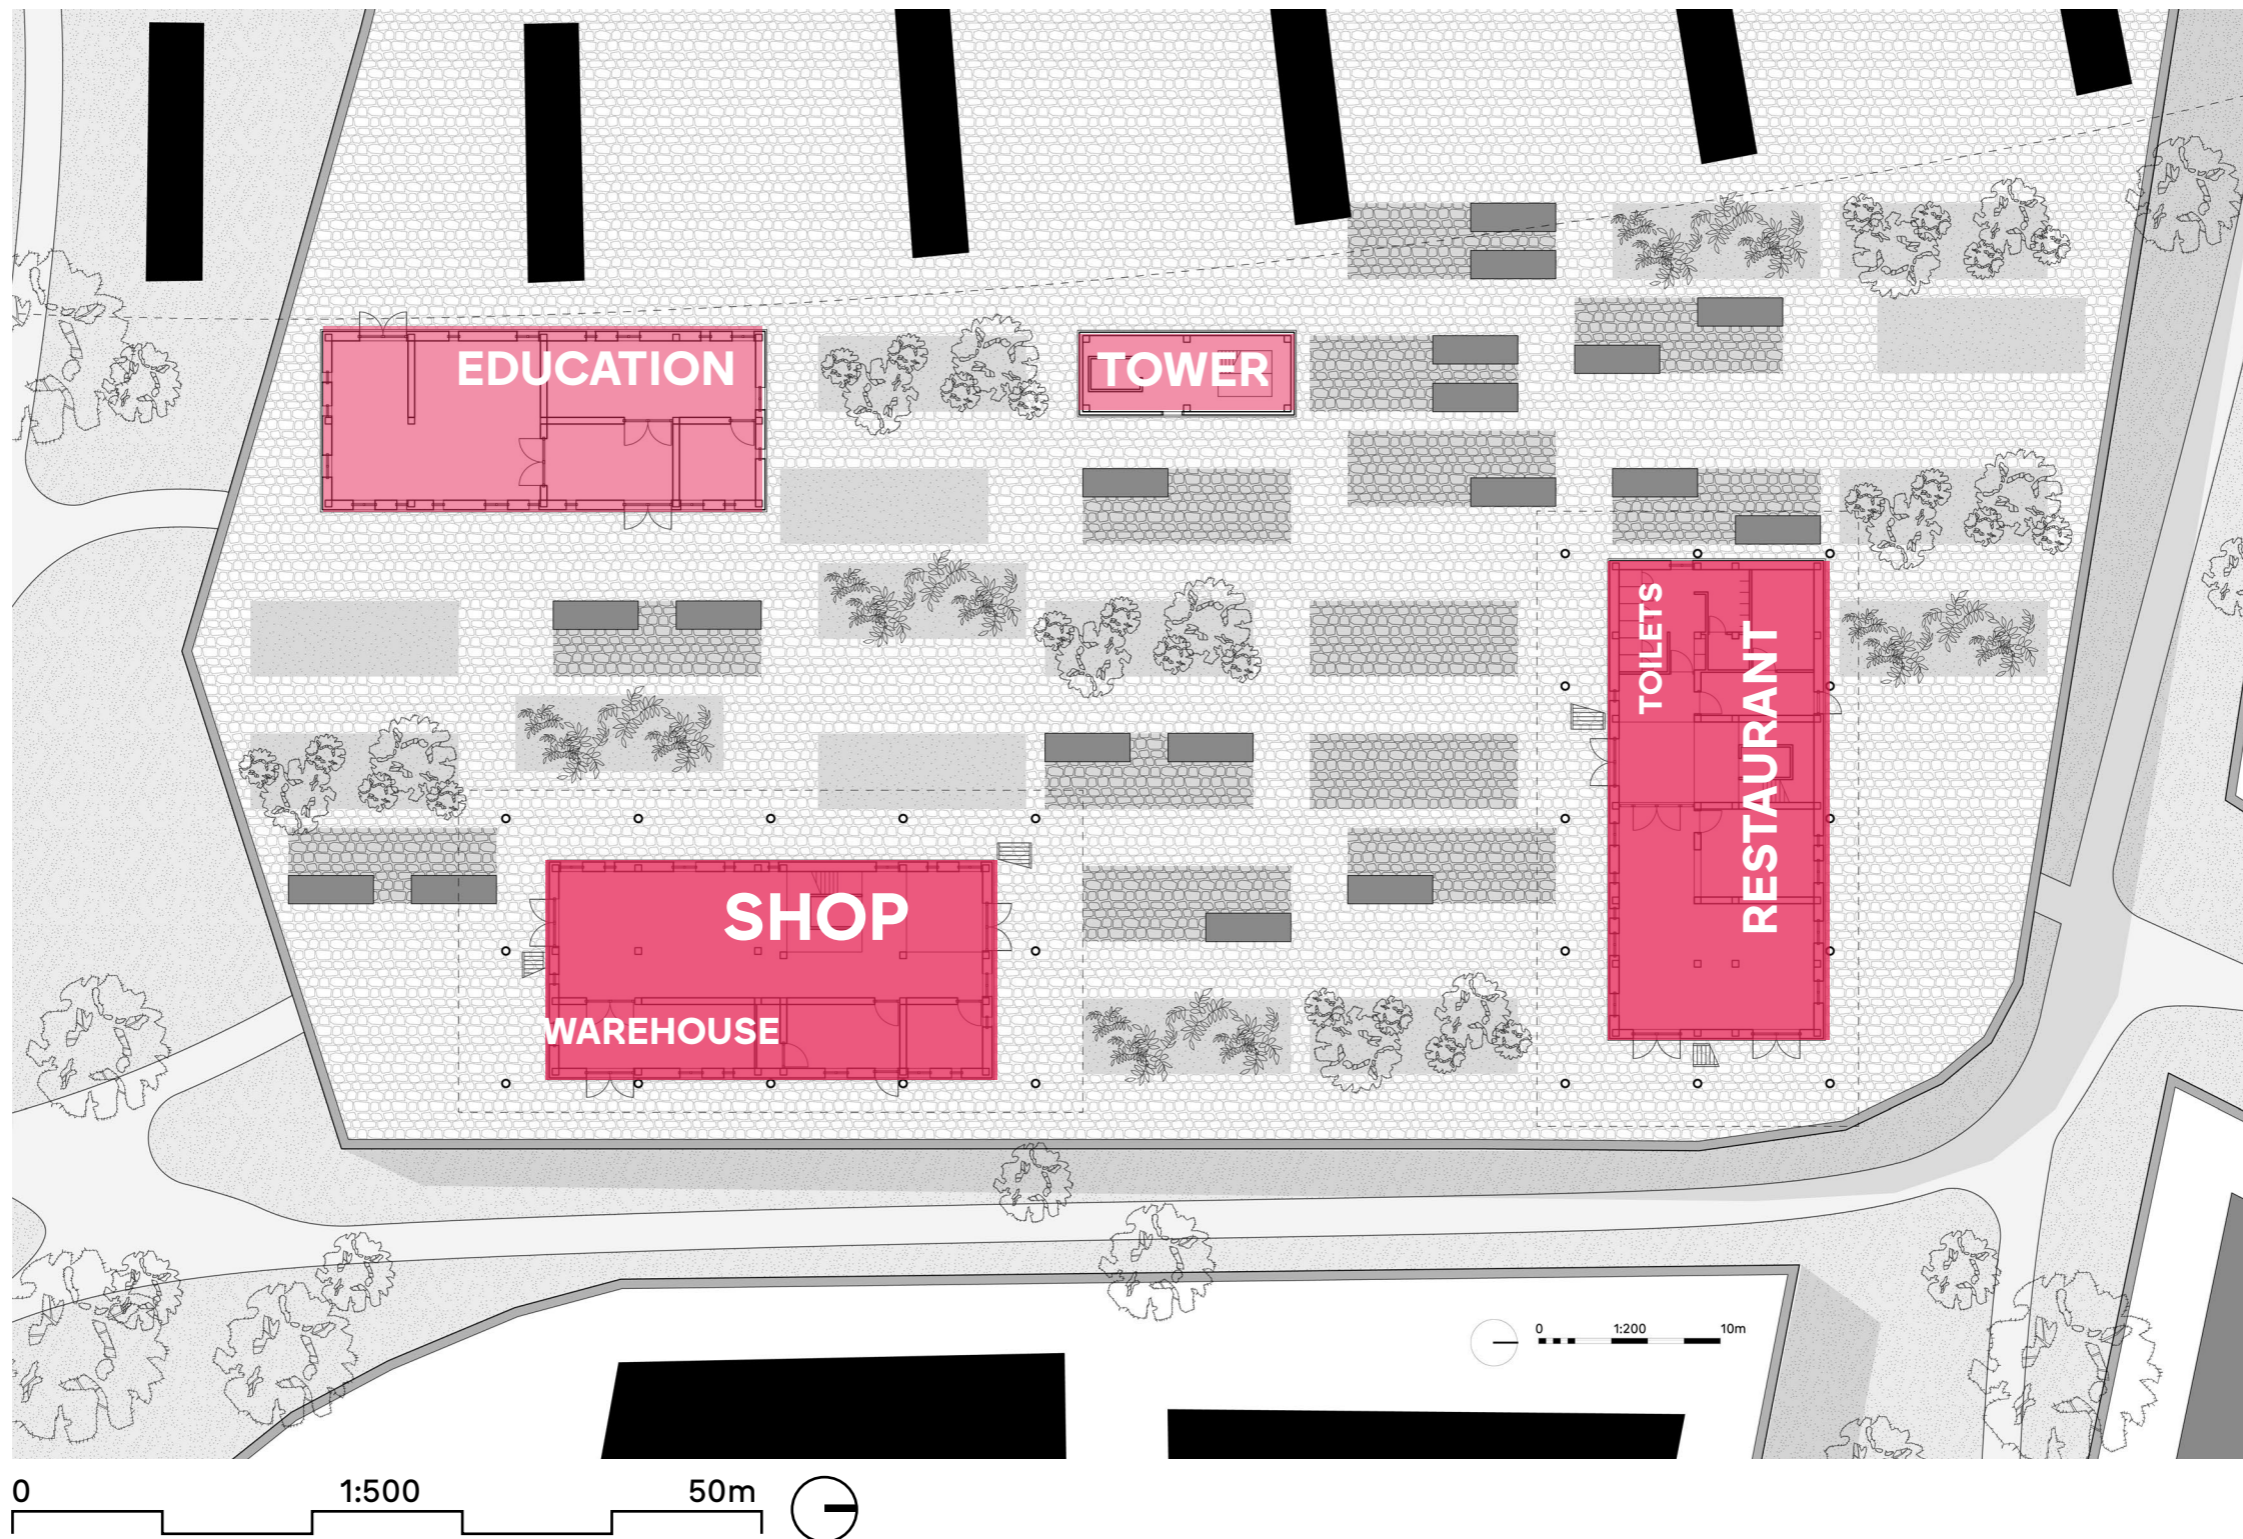 EDUCATION
TOWER
TOILETS
RESTAURANT
SHOP
WAREHOUSE
0 1:200 10m
0 1:500 50m